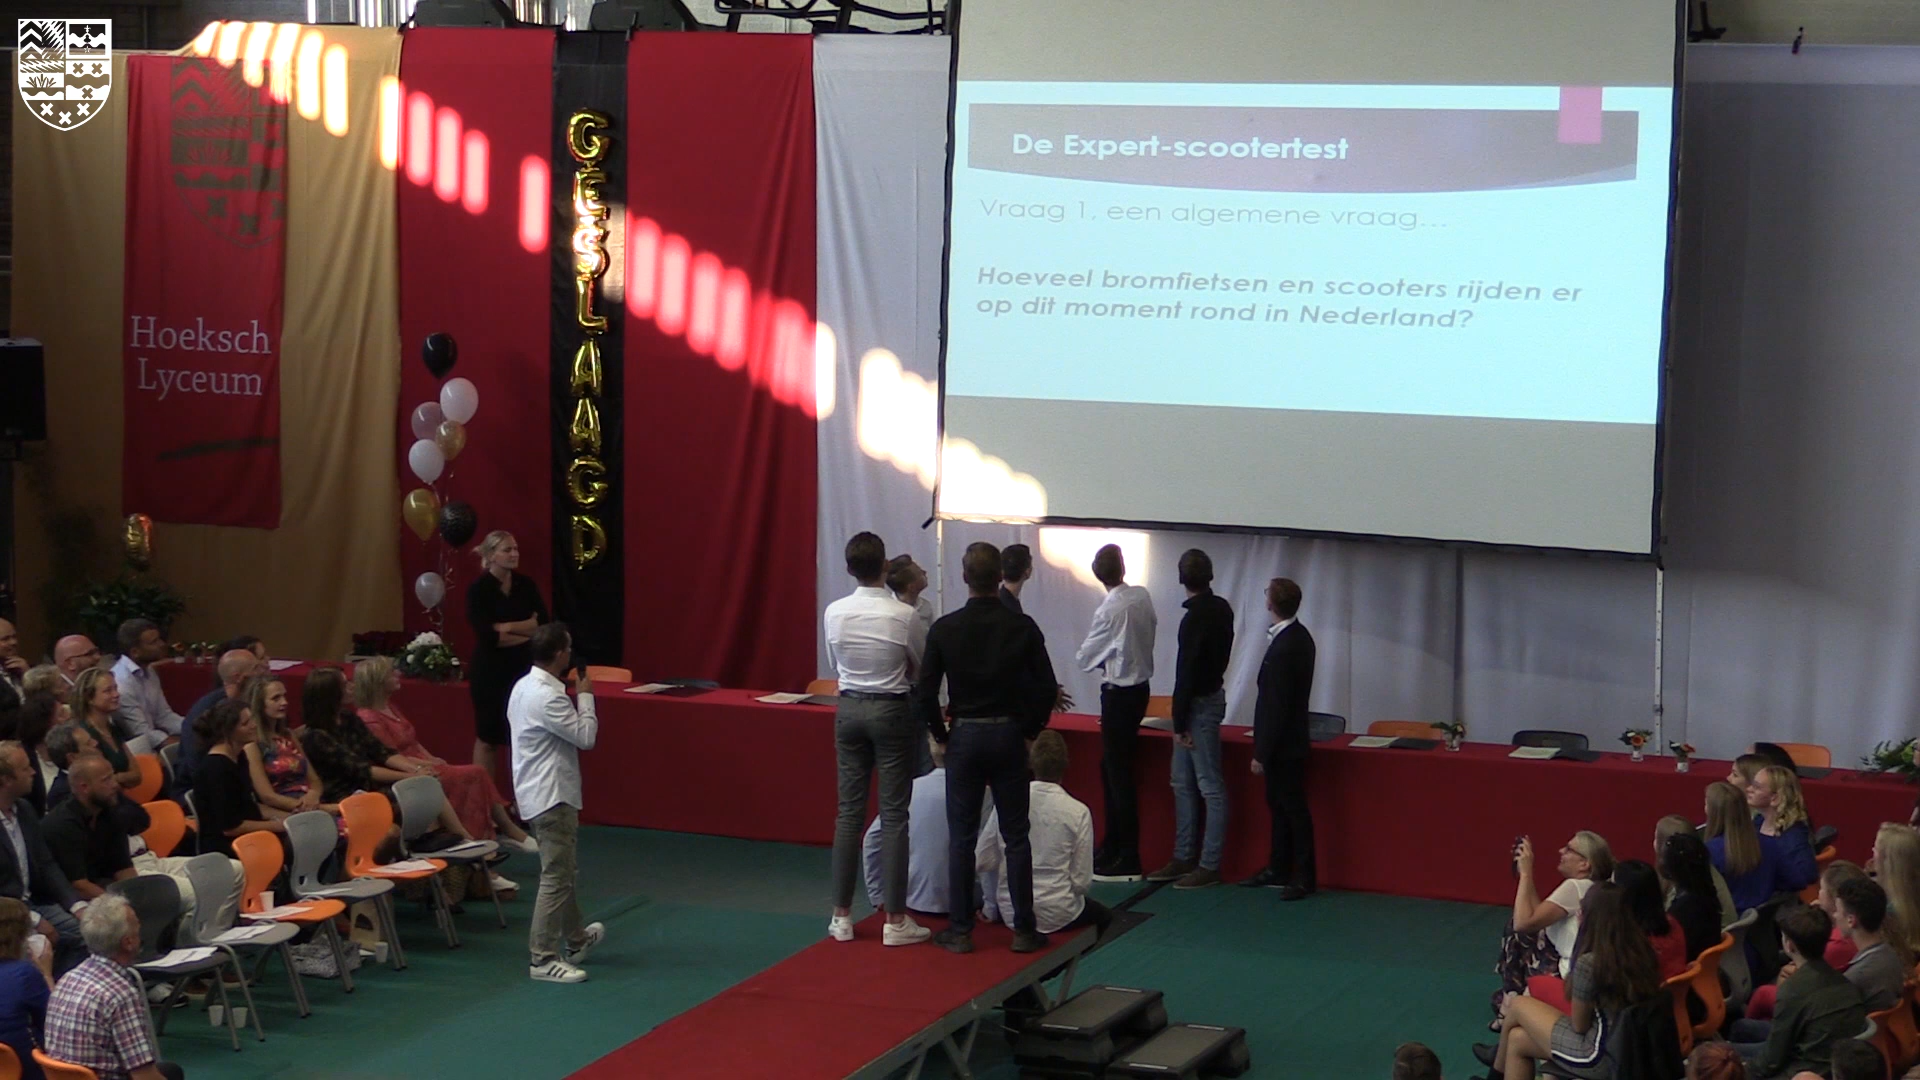 Hoeksch
Lyceum
GESLAAGD
De Expert-scootertest
Vraag 1, een algemene vraag...
Hoeveel bromfietsen en scooters rijden er
op dit moment rond in Nederland?